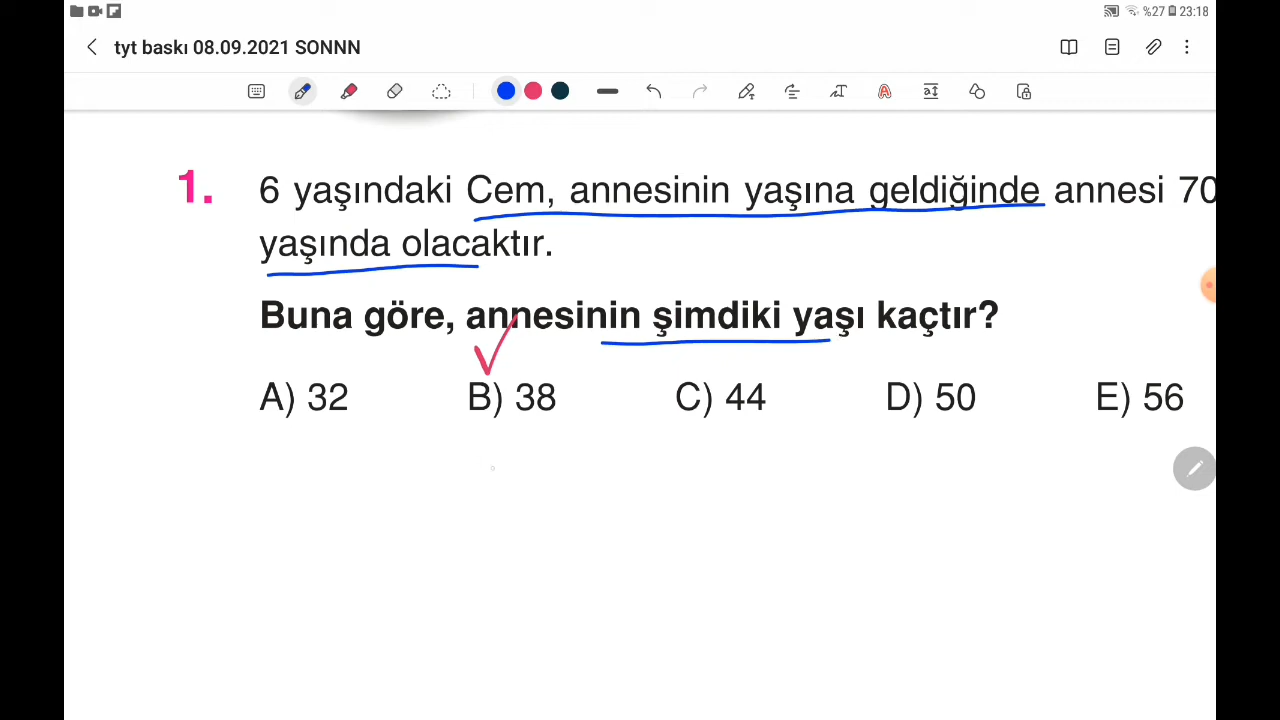 %27 23:18
tyt baskı 08.09.2021 SONNN
1. 6 yaşındaki Cem, annesinin yaşına geldiğinde annesi 70
yaşında olacaktır.
Buna göre, annesinin şimdiki yaşı kaçtır?
A) 32 B) 38 C) 44 D) 50 E) 56